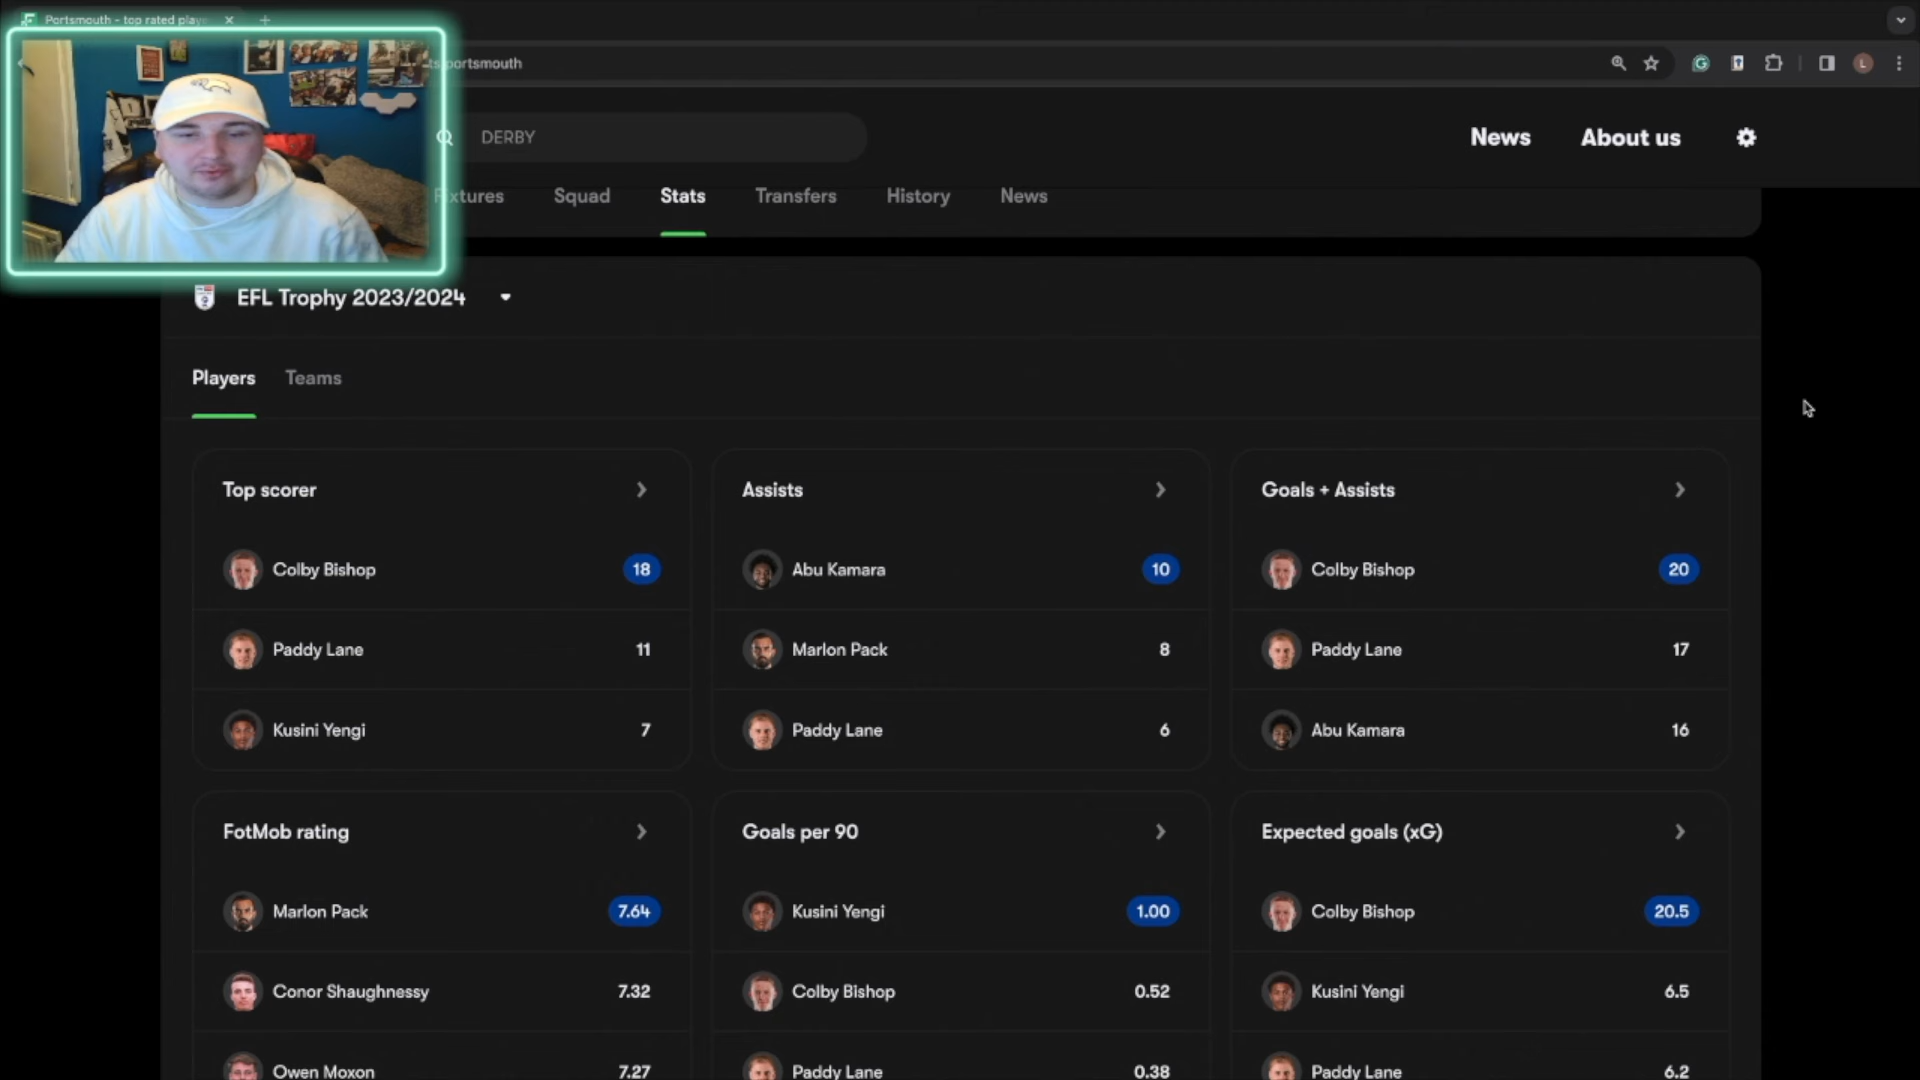 Portsmouth - top rated playe
portsmouth
L
DERBY
News
About us
Fixtures
Squad
Stats
Transfers
History
News
EFL Trophy 2023/2024
Players
Teams
Top scorer
Colby Bishop
18
Paddy Lane
11
Kusini Yengi
7
Assists
Abu Kamara
10
Marlon Pack
8
Paddy Lane
6
Goals + Assists
Colby Bishop
20
Paddy Lane
17
Abu Kamara
16
FotMob rating
Marlon Pack
7.64
Conor Shaughnessy
7.32
Owen Moxon
7.27
Goals per 90
Kusini Yengi
1.00
Colby Bishop
0.52
Paddy Lane
0.38
Expected goals (xG)
Colby Bishop
20.5
Kusini Yengi
6.5
Paddy Lane
6.2